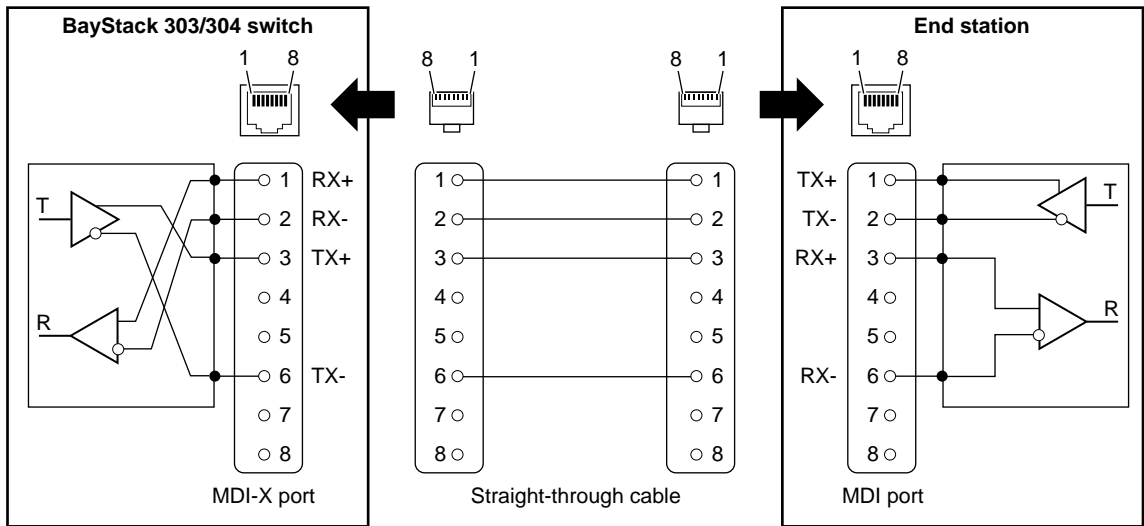 BayStack 303/304 switch
End station
1 8
8 1
8 1
1 8
T
R
1 RX+
2 RX-
3 TX+
4
5
6 TX-
7
8
MDI-X port
1 1
2 2
3 3
4 4
5 5
6 6
7 7
8 8
Straight-through cable
TX+ 1
TX- 2
RX+ 3
4
5
RX- 6
7
8
T
R
MDI port